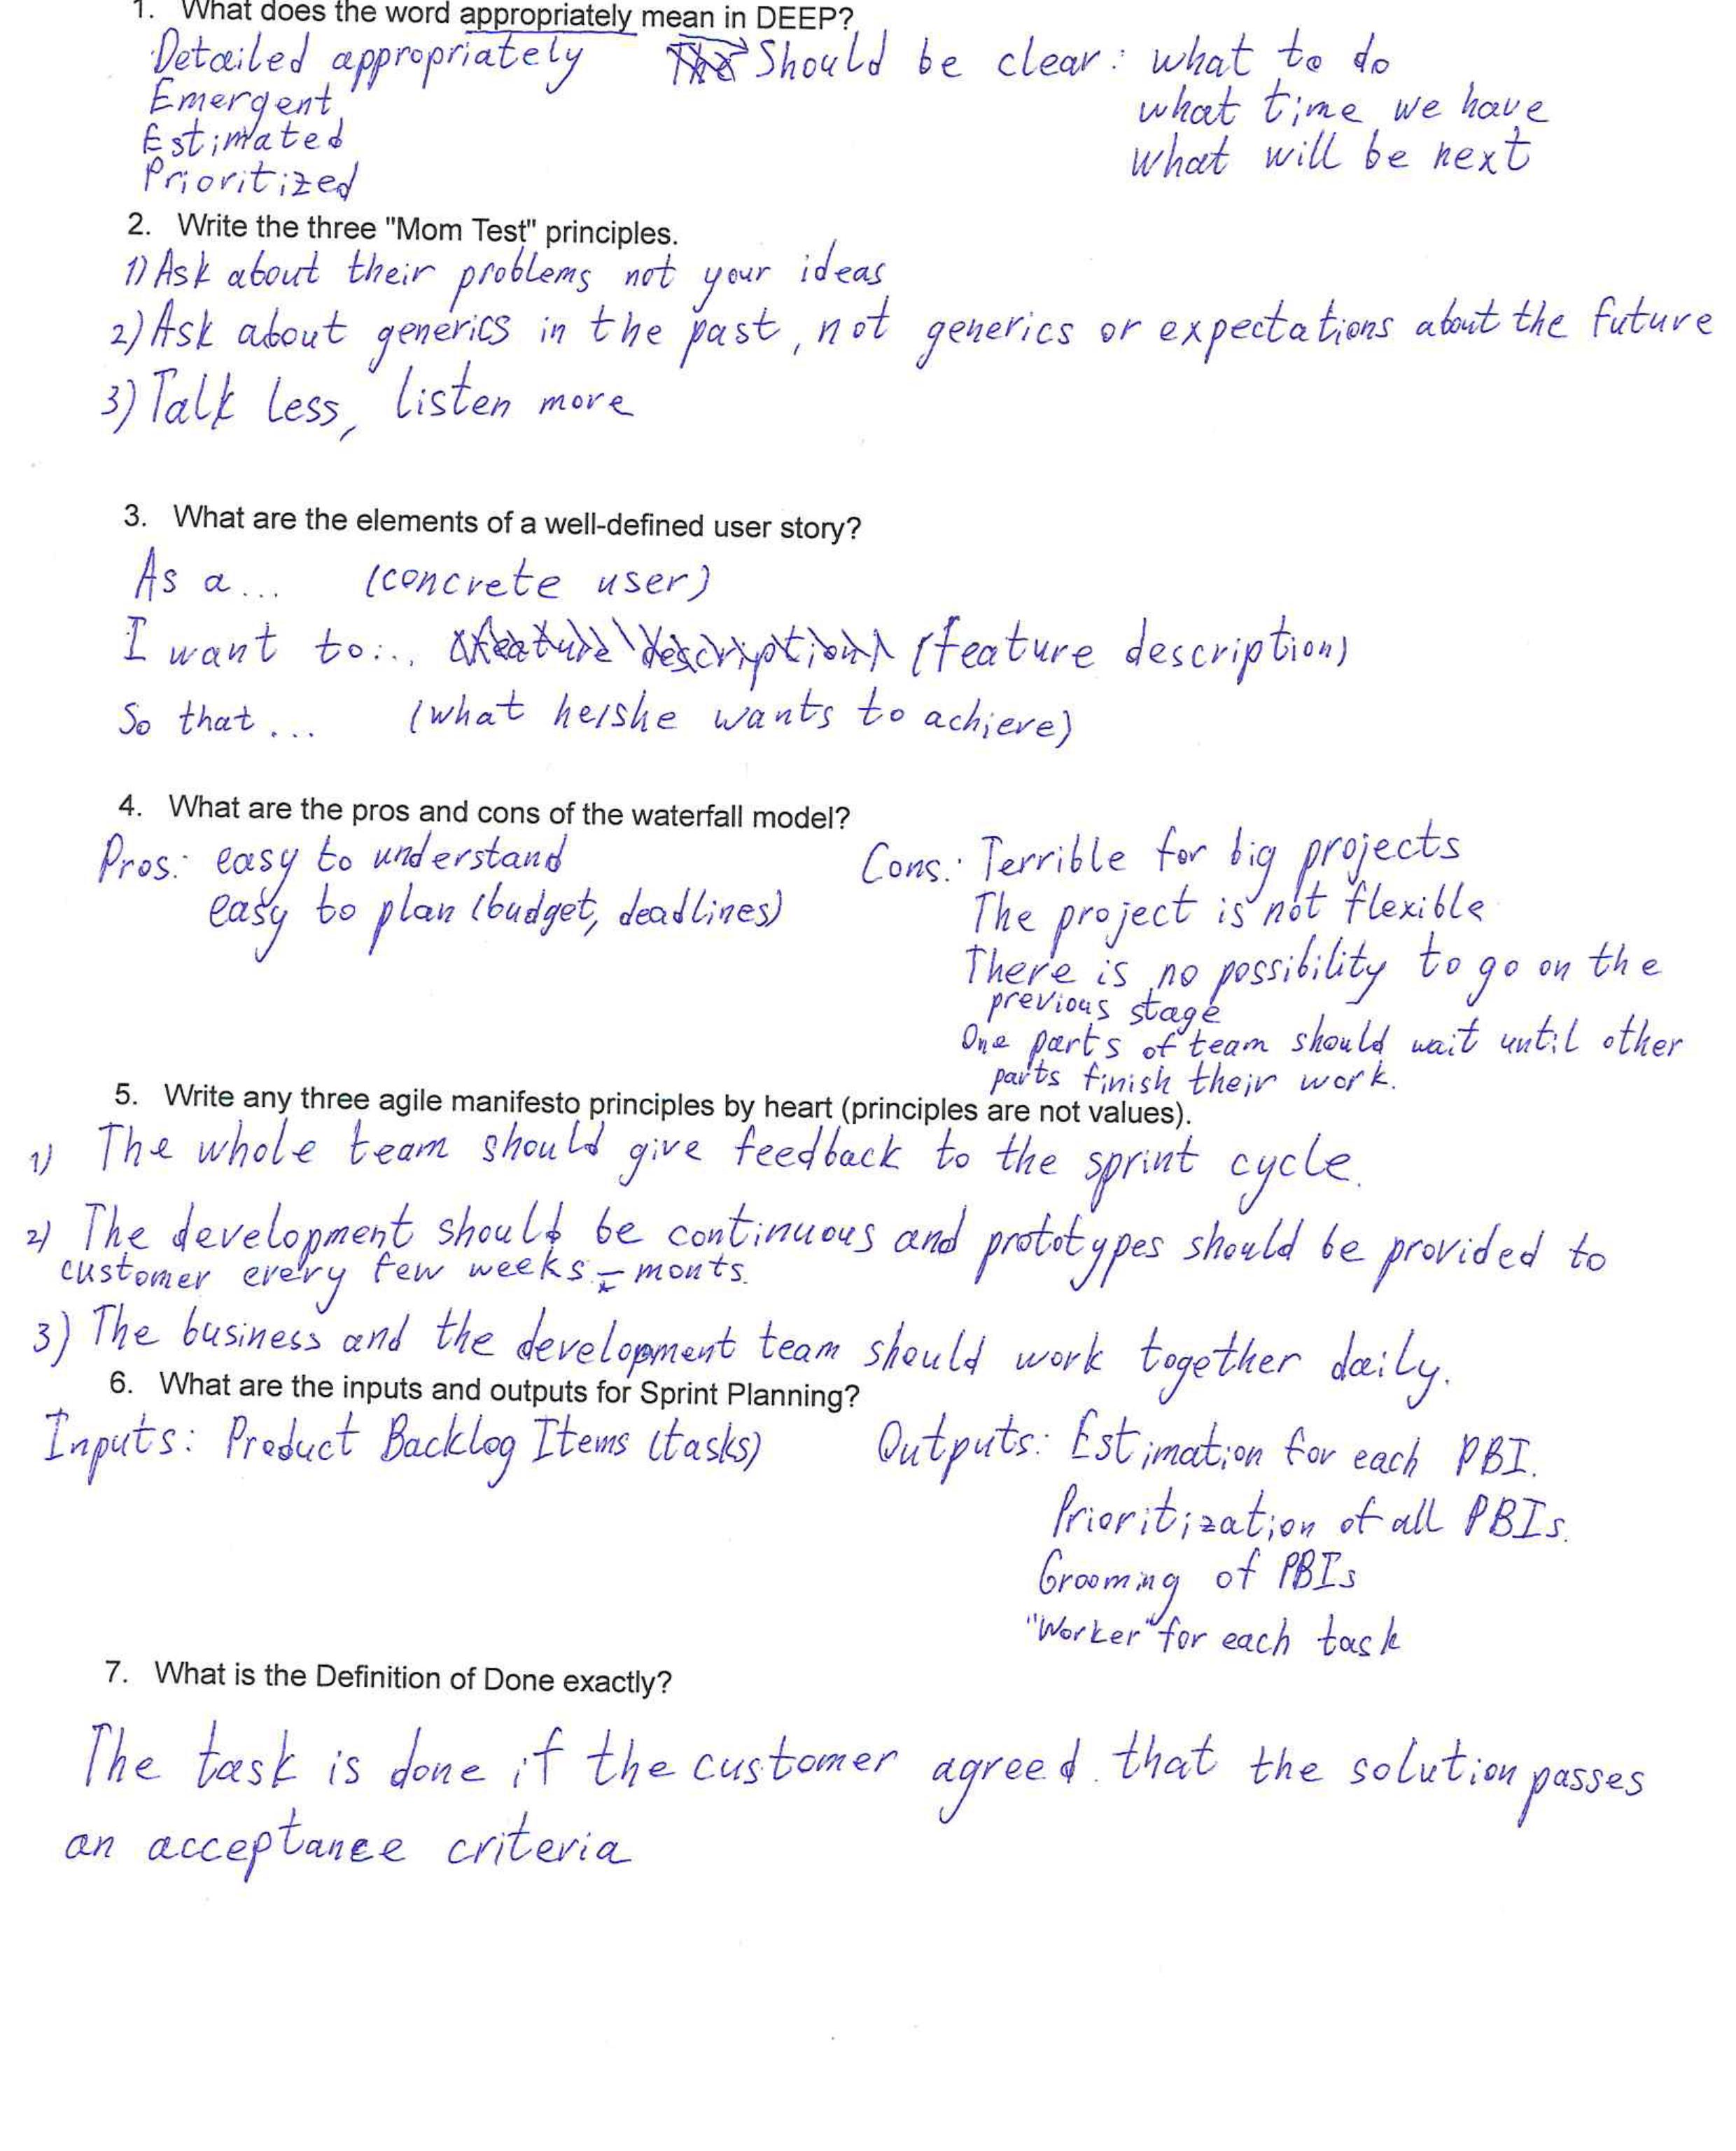 1. What does the word appropriately mean in DEEP?
Detailed appropriately Should be clear: what to do
Emergent what time we have
Estimated what will be next
Prioritized
2. Write the three "Mom Test" principles.
1) Ask about their problems not your ideas
2) Ask about generics in the past, not generics or expectations about the future
3) Talk less, listen more
3. What are the elements of a well-defined user story?
As a... (concrete user)
I want to... (feature description)
So that... (what he/she wants to achieve)
4. What are the pros and cons of the waterfall model?
Pros: easy to understand Cons: Terrible for big projects
easy to plan (budget, deadlines) The project is not flexible
There is no possibility to go on the
previous stage
One parts of team should wait until other
parts finish their work.
5. Write any three agile manifesto principles by heart (principles are not values).
1) The whole team should give feedback to the sprint cycle.
2) The development should be continuous and prototypes should be provided to
customer every few weeks - monts.
3) The business and the development team should work together daily.
6. What are the inputs and outputs for Sprint Planning?
Inputs: Product Backlog Items (tasks) Outputs: Estimation for each PBI.
Prioritization of all PBIs.
Grooming of PBIs
"Worker" for each task
7. What is the Definition of Done exactly?
The task is done if the customer agreed that the solution passes
an acceptance criteria